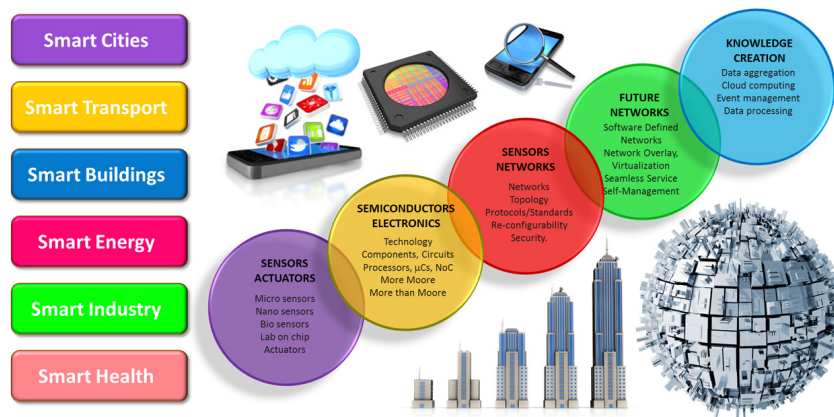 Smart Cities
Smart Transport
Smart Buildings
Smart Energy
Smart Industry
Smart Health
SENSORS
ACTUATORS
Micro sensors
Nano sensors
Bio sensors
Lab on chip
Actuators
SEMICONDUCTORS
ELECTRONICS
Technology
Components, Circuits
Processors, µCs, NoC
More Moore
More than Moore
SENSORS
NETWORKS
Networks
Topology
Protocols/Standards
Re-configurability
Security.
FUTURE
NETWORKS
Software Defined
Networks
Network Overlay,
Virtualization
Seamless Service
Self-Management
KNOWLEDGE
CREATION
Data aggregation
Cloud computing
Event management
Data processing